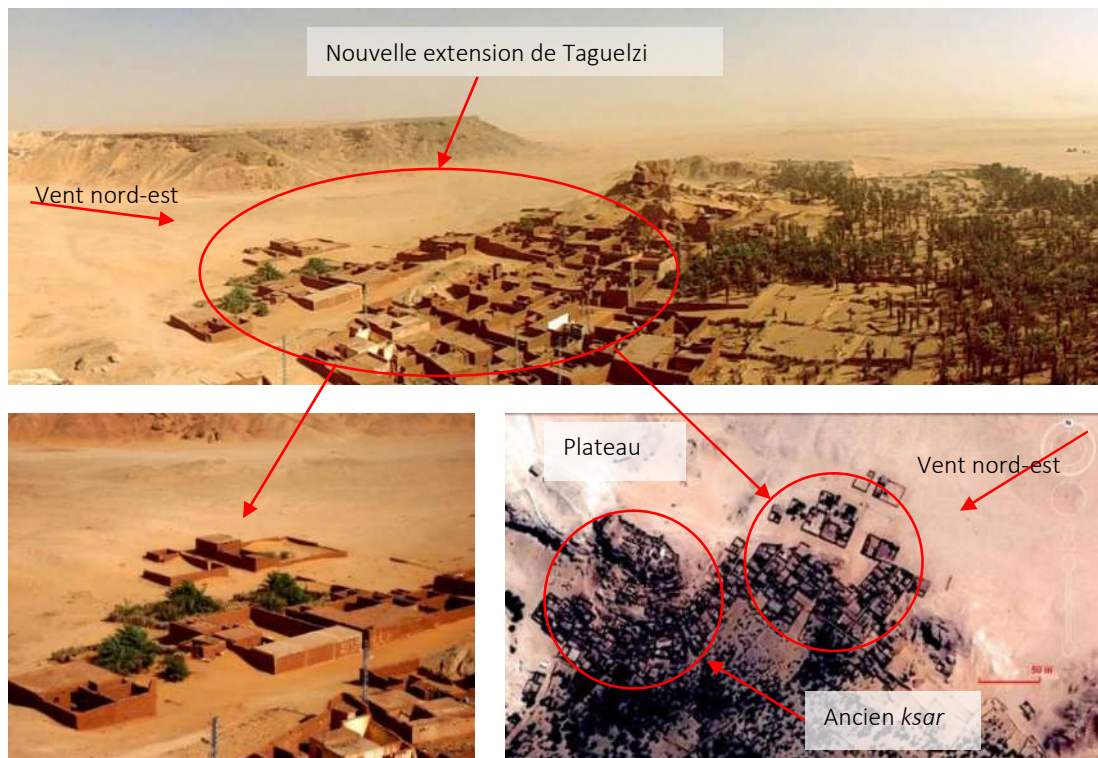 Nouvelle extension de Taguelzi
Vent nord-est
Plateau
Vent nord-est
50 m
Ancien ksar